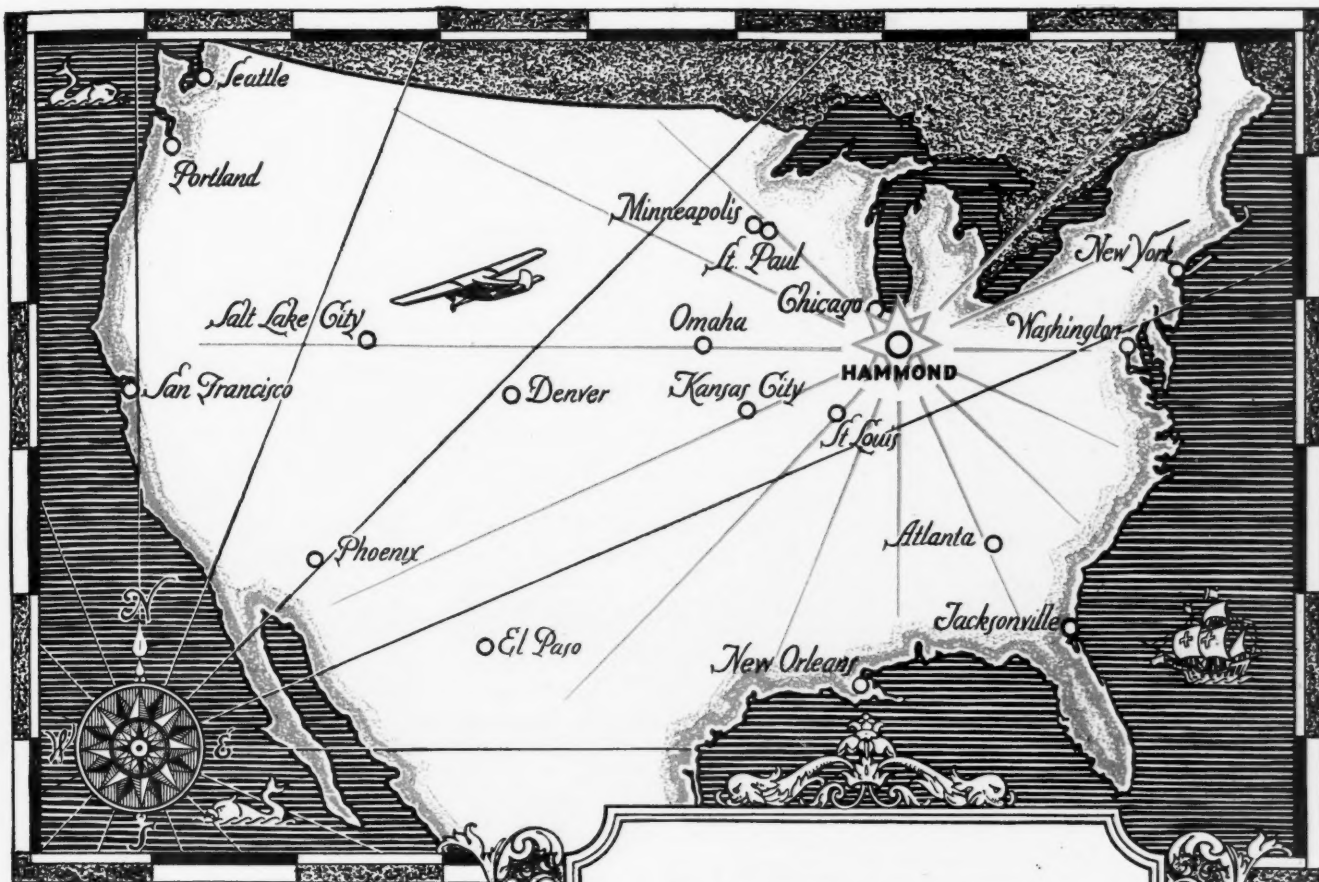 Seattle
Portland
Minneapolis
St. Paul
New York
Chicago
Salt Lake City
Omaha
Washington
HAMMOND
San Francisco
Denver
Kansas City
St Louis
Phoenix
Atlanta
El Paso
Jacksonville
New Orleans
N
W
E
S